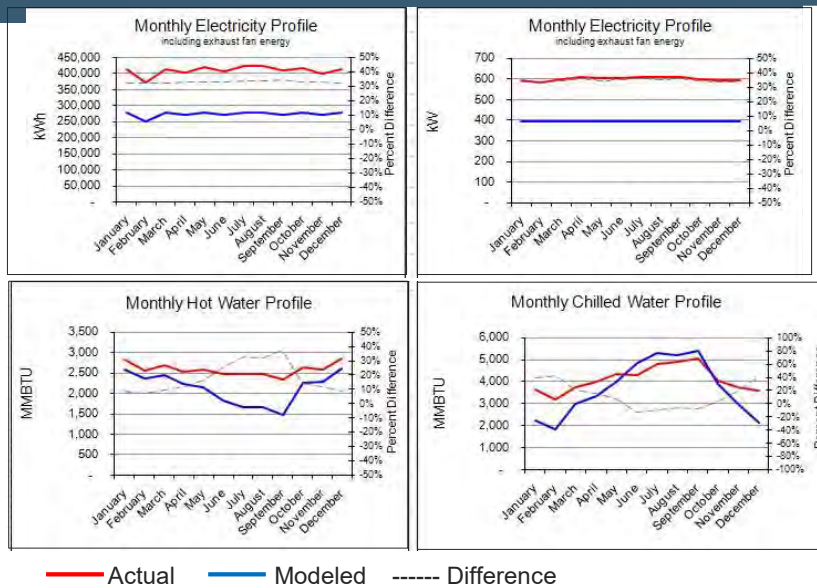 Monthly Electricity Profile
including exhaust fan energy
kWh
450,000
400,000
350,000
300,000
250,000
200,000
150,000
100,000
50,000
-
50%
40%
30%
20%
10%
0%
-10%
-20%
-30%
-40%
-50%
Percent Difference
January
February
March
April
May
June
July
August
September
October
November
December
Monthly Electricity Profile
including exhaust fan energy
kW
700
600
500
400
300
200
100
-
50%
40%
30%
20%
10%
0%
-10%
-20%
-30%
-40%
-50%
Percent Difference
January
February
March
April
May
June
July
August
September
October
November
December
Monthly Hot Water Profile
MMBTU
3,500
3,000
2,500
2,000
1,500
1,000
500
-
50%
40%
30%
20%
10%
0%
-10%
-20%
-30%
-40%
-50%
Percent Difference
January
February
March
April
May
June
July
August
September
October
November
December
Monthly Chilled Water Profile
MMBTU
6,000
5,000
4,000
3,000
2,000
1,000
-
100%
80%
60%
40%
20%
0%
-20%
-40%
-60%
-80%
-100%
Percent Difference
January
February
March
April
May
June
July
August
September
October
November
December
Actual Modeled ------ Difference